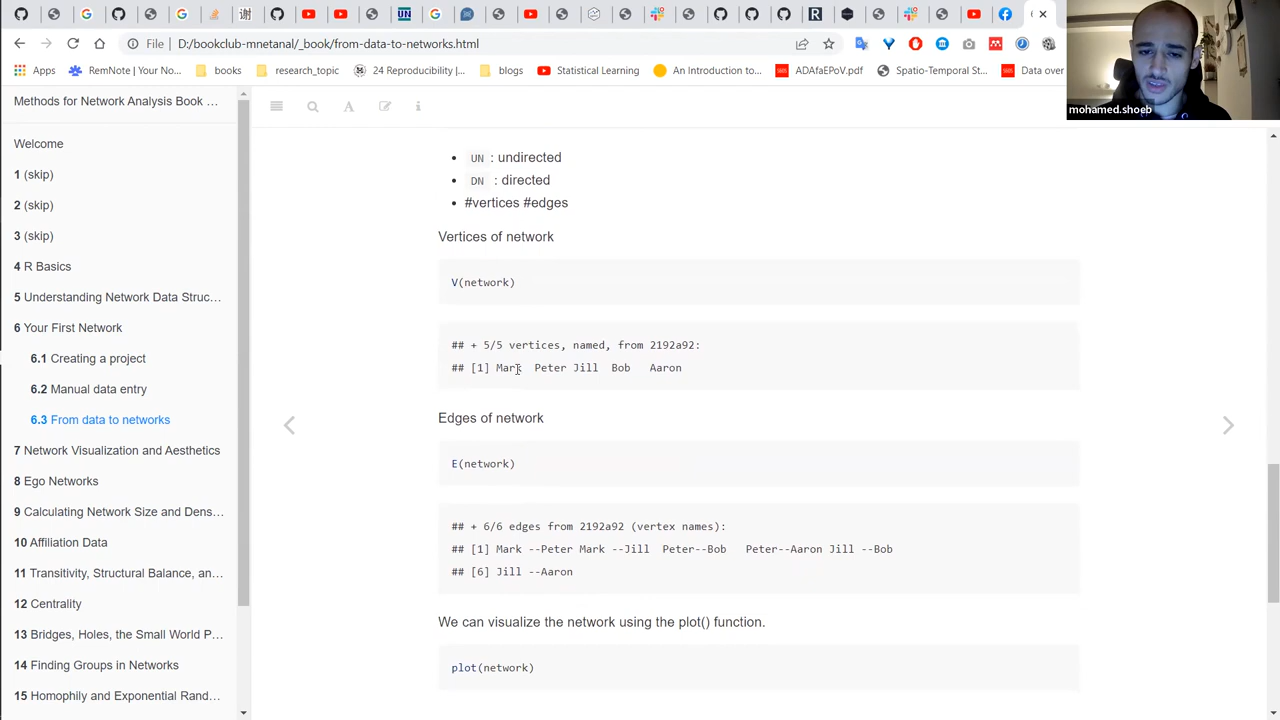 File D:/bookclub-mnetanal/_book/from-data-to-networks.html
Apps RemNote | Your No... books research_topic 24 Reproducibility |... blogs Statistical Learning An Introduction to... ADAfaEPoV.pdf Spatio-Temporal St... Data over
mohamed.shoeb
Methods for Network Analysis Book ...
Welcome
1 (skip)
2 (skip)
3 (skip)
4 R Basics
5 Understanding Network Data Struc...
6 Your First Network
6.1 Creating a project
6.2 Manual data entry
6.3 From data to networks
7 Network Visualization and Aesthetics
8 Ego Networks
9 Calculating Network Size and Dens...
10 Affiliation Data
11 Transitivity, Structural Balance, an...
12 Centrality
13 Bridges, Holes, the Small World P...
14 Finding Groups in Networks
15 Homophily and Exponential Rand...
UN : undirected
DN : directed
#vertices #edges
Vertices of network
V(network)
## + 5/5 vertices, named, from 2192a92:
## [1] Mark Peter Jill Bob Aaron
Edges of network
E(network)
## + 6/6 edges from 2192a92 (vertex names):
## [1] Mark --Peter Mark --Jill Peter--Bob Peter--Aaron Jill --Bob
## [6] Jill --Aaron
We can visualize the network using the plot() function.
plot(network)